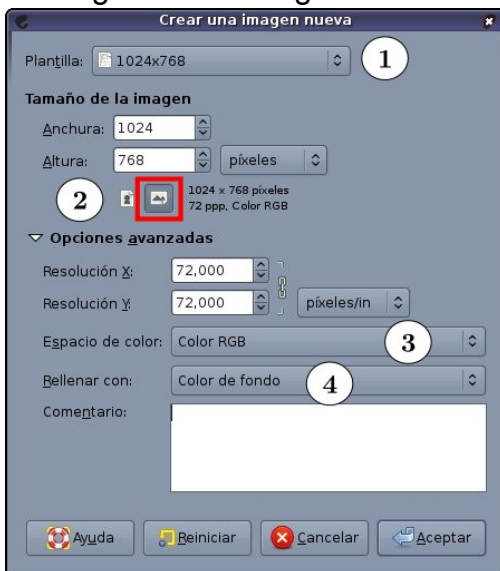 Crear una imagen nueva
Plantilla: 1024x768 1
Tamaño de la imagen
Anchura: 1024
Altura: 768 píxeles
2 1024 x 768 píxeles
72 ppp, Color RGB
Opciones avanzadas
Resolución X: 72,000
Resolución Y: 72,000 píxeles/in
Espacio de color: Color RGB 3
Rellenar con: Color de fondo 4
Comentario:
Ayuda Reiniciar Cancelar Aceptar